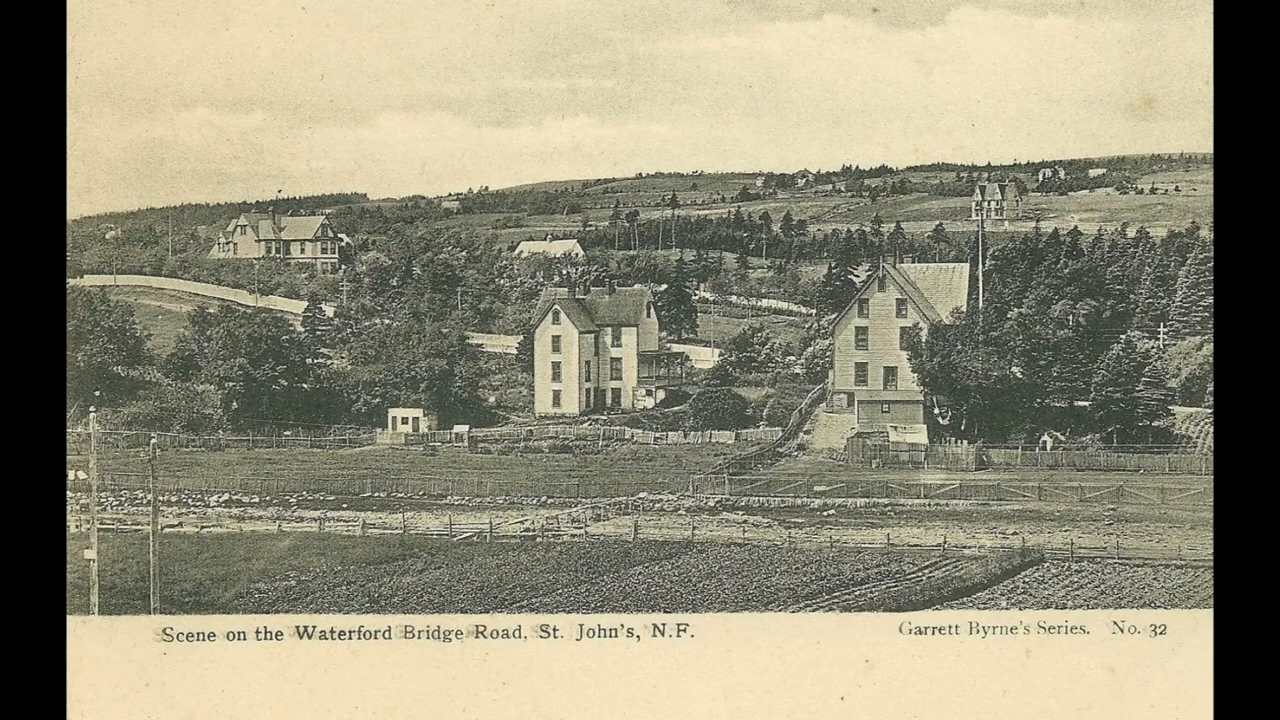 Scene on the Waterford Bridge Road, St. John's, N.F.
Garrett Byrne's Series. No. 32